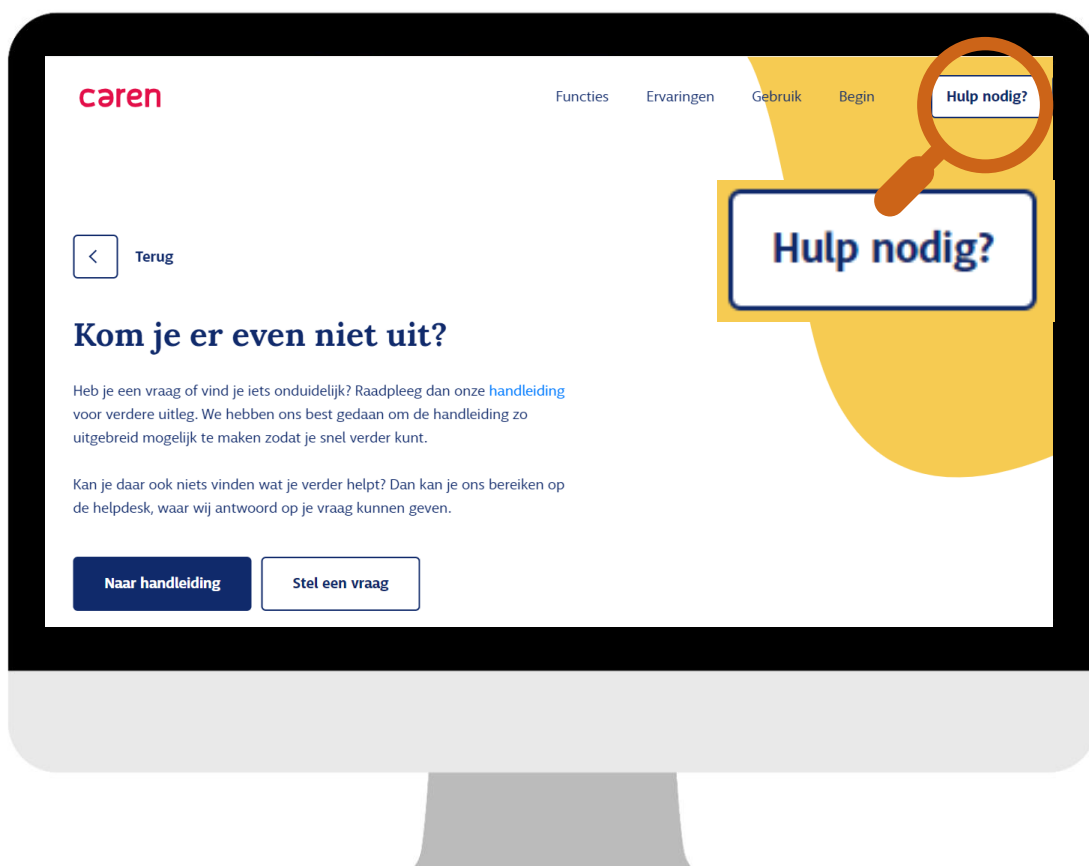 caren
Functies
Ervaringen
Gebruik
Begin
Hulp nodig?
Hulp nodig?
Terug
Kom je er even niet uit?
Heb je een vraag of vind je iets onduidelijk? Raadpleeg dan onze handleiding
voor verdere uitleg. We hebben ons best gedaan om de handleiding zo
uitgebreid mogelijk te maken zodat je snel verder kunt.
Kan je daar ook niets vinden wat je verder helpt? Dan kan je ons bereiken op
de helpdesk, waar wij antwoord op je vraag kunnen geven.
Naar handleiding
Stel een vraag